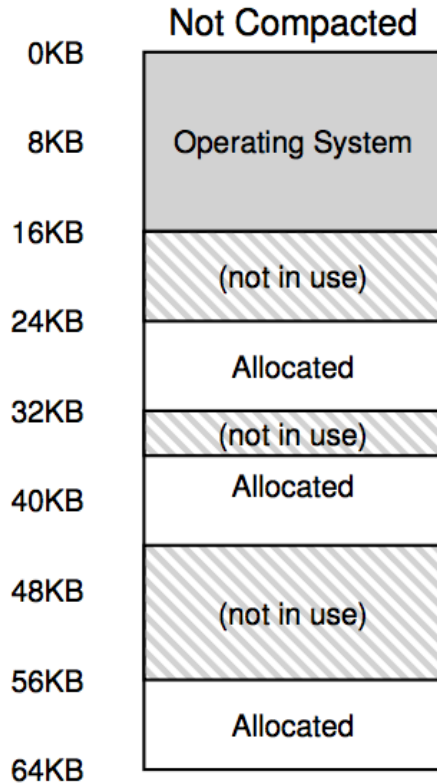 Not Compacted
0KB
8KB
Operating System
16KB
(not in use)
24KB
Allocated
32KB
(not in use)
Allocated
40KB
48KB
(not in use)
56KB
Allocated
64KB